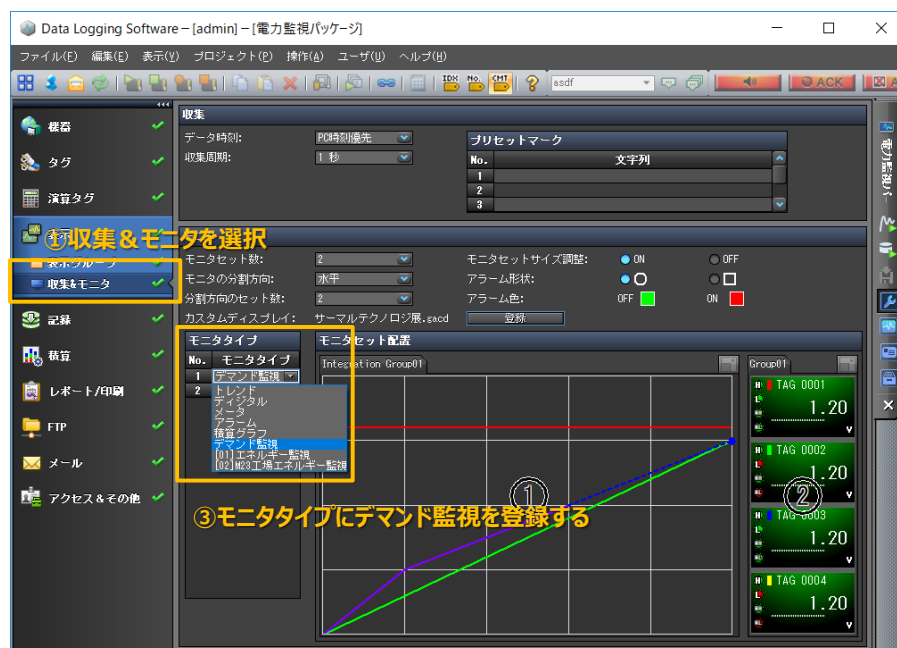 Data Logging Software－[admin]－[電力監視パッケージ]
ファイル(F) 編集(E) 表示(V) プロジェクト(P) 操作(A) ユーザ(U) ヘルプ(H)
IDX CMT asdf ACK A
機器
タグ
演算タグ
収集&モニタ
記録
積算
レポート/印刷
FTP
メール
アクセス&その他
①収集＆モニタを選択
収集
データ時刻: PC時刻優先
収集周期: 1 秒
プリセットマーク
No. 文字列
1
2
3
モニタセット数: 2
モニタセットサイズ調整: ON OFF
モニタの分割方向: 水平
アラーム形状:
分割方向のセット数: 2
アラーム色: OFF ON
カスタムディスプレイ: サーマルテクノロジ展.gacd 登録
モニタタイプ
No. モニタタイプ
1 デマンド監視
2
トレンド
ディジタル
メータ
アラーム
積算グラフ
デマンド監視
[01]エネルギー監視
[02]M23工場エネルギー監視
③モニタタイプにデマンド監視を登録する
モニタセット配置
Integration Group01
①
Group01
TAG 0001
1.20
V
TAG 0002
1.20
V
②
TAG 0003
1.20
V
TAG 0004
1.20
V
電力監視パ